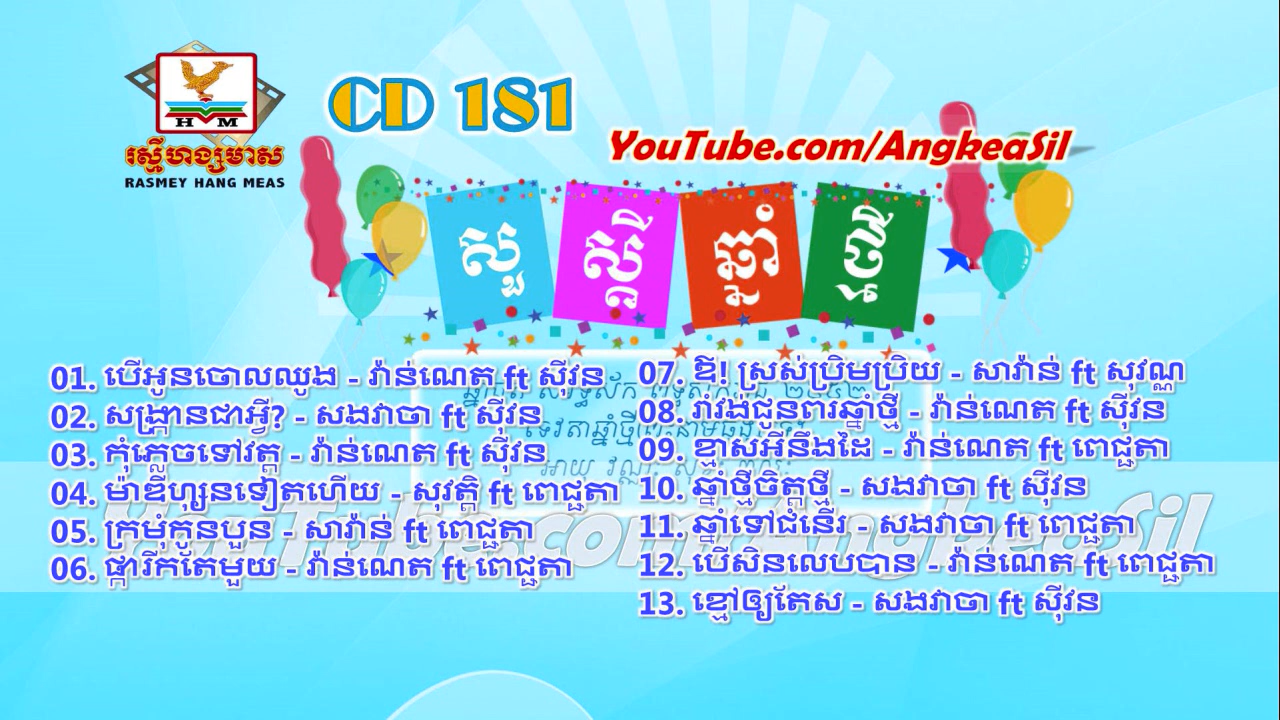 CD 181
H M
រស្មីហង្សមាស
RASMEY HANG MEAS
YouTube.com/AngkeaSil
សួ ស្តី ឆ្នាំ ថ្មី
01. បើអូនចោលឈូង - វ៉ាន់ណេត ft ស៊ីវន
02. សង្ក្រានជាអ្វី? - សងវាចា ft ស៊ីវន
03. កុំភ្លេចទៅវត្ត - វ៉ាន់ណេត ft ស៊ីវន
04. ម៉ាឌីហ្សូនទៀតហើយ - សុវត្តិ ft ពេជ្ឈតា
05. ក្រមុំកូនបួន - សាវ៉ាន់ ft ពេជ្ឈតា
06. ផ្ការីកតែមួយ - វ៉ាន់ណេត ft ពេជ្ឈតា
07. ឱ! ស្រស់ប្រិមប្រិយ - សាវ៉ាន់ ft សុវណ្ណ
08. រាំវង់ជូនពរឆ្នាំថ្មី - វ៉ាន់ណេត ft ស៊ីវន
09. ខ្មាសអីនឹងដៃ - វ៉ាន់ណេត ft ពេជ្ឈតា
10. ឆ្នាំថ្មីចិត្តថ្មី - សងវាចា ft ស៊ីវន
11. ឆ្នាំទៅជំនើរ - សងវាចា ft ពេជ្ឈតា
12. បើសិនលេបបាន - វ៉ាន់ណេត ft ពេជ្ឈតា
13. ខ្មៅឲ្យតែស - សងវាចា ft ស៊ីវន
YouTube.com/AngkeaSil